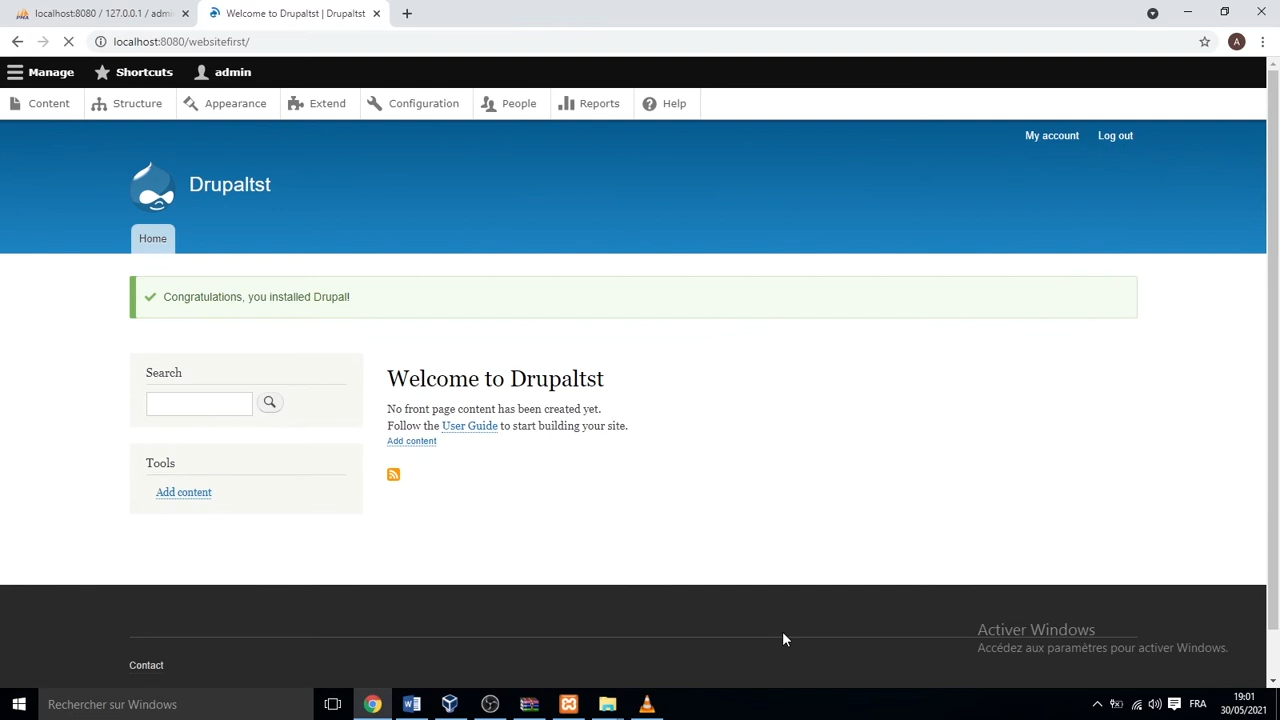 localhost:8080 / 127.0.0.1 / admi
Welcome to Drupaltst | Drupaltst
localhost:8080/websitefirst/
A
Manage
Shortcuts
admin
Content
Structure
Appearance
Extend
Configuration
People
Reports
Help
My account
Log out
Drupaltst
Home
Congratulations, you installed Drupal!
Search
Welcome to Drupaltst
No front page content has been created yet.
Follow the User Guide to start building your site.
Add content
Tools
Add content
Activer Windows
Accédez aux paramètres pour activer Windows.
Contact
Rechercher sur Windows
FR
19:01
30/05/2021